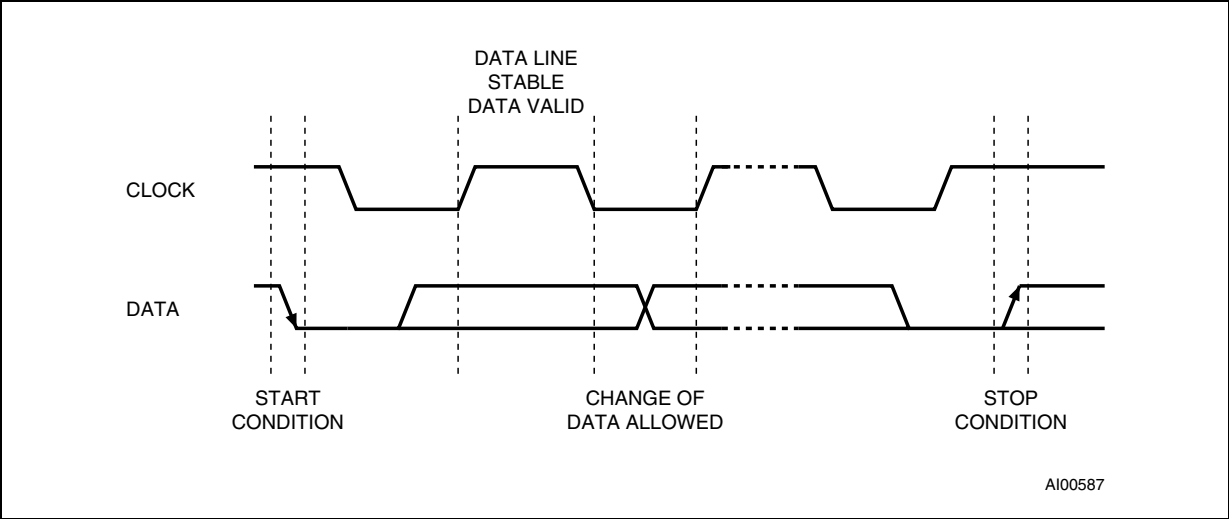 DATA LINE
STABLE
DATA VALID
CLOCK
DATA
START
CONDITION
CHANGE OF
DATA ALLOWED
STOP
CONDITION
AI00587